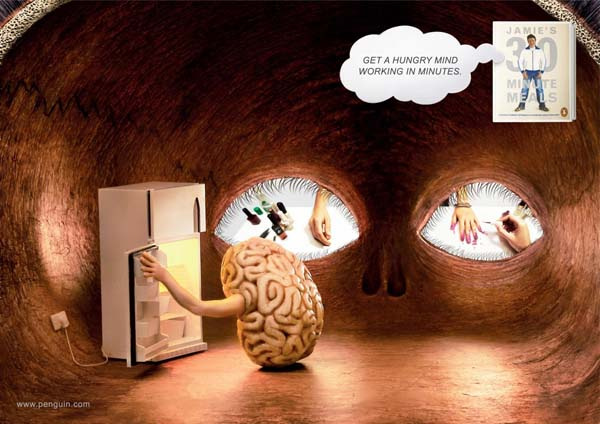 GET A HUNGRY MIND
WORKING IN MINUTES.
JAMIE'S
30
MINUTE
MEALS
www.penguin.com